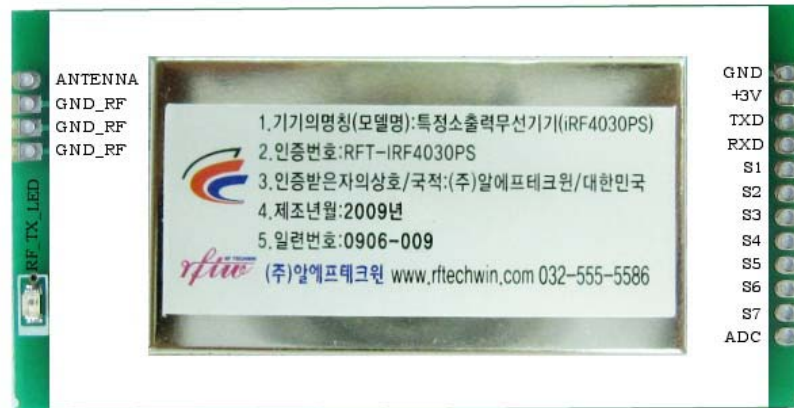 ANTENNA
GND_RF
GND_RF
GND_RF
RF_TX_LED
1.기기의명칭(모델명):특정소출력무선기기(iRF4030PS)
2.인증번호:RFT-IRF4030PS
3.인증받은자의상호/국적:(주)알에프테크윈/대한민국
4.제조년월:2009년
5.일련번호:0906-009
rftw RF TECHWIN (주)알에프테크윈 www.rftechwin.com 032-555-5586
GND
+3V
TXD
RXD
S1
S2
S3
S4
S5
S6
S7
ADC